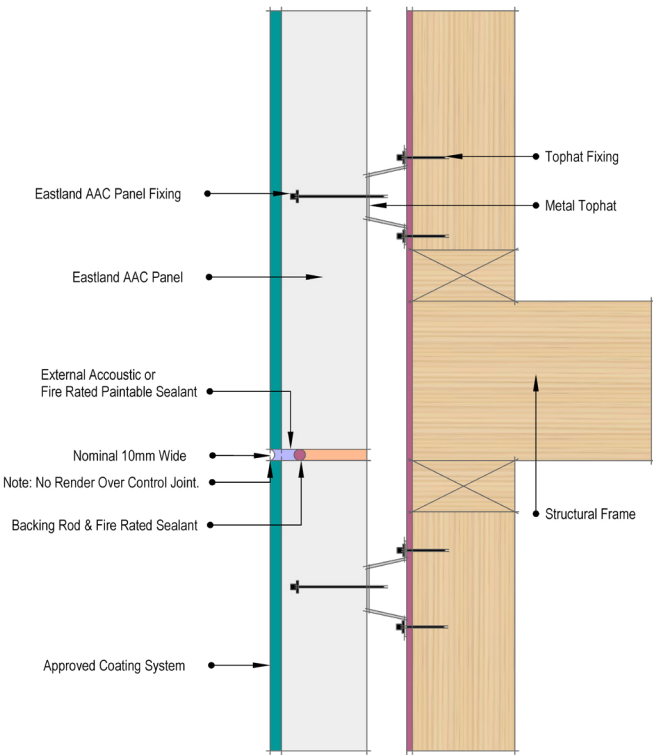 Tophat Fixing
Eastland AAC Panel Fixing
Metal Tophat
Eastland AAC Panel
External Accoustic or
Fire Rated Paintable Sealant
Nominal 10mm Wide
Note: No Render Over Control Joint.
Backing Rod & Fire Rated Sealant
Structural Frame
Approved Coating System